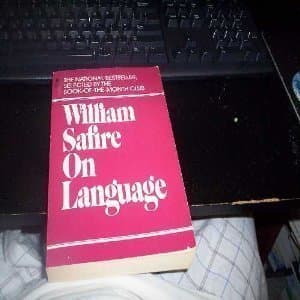 THE NATIONAL BESTSELLER,
SELECTED BY THE
BOOK-OF-THE-MONTH CLUB
William
Safire
On
Language